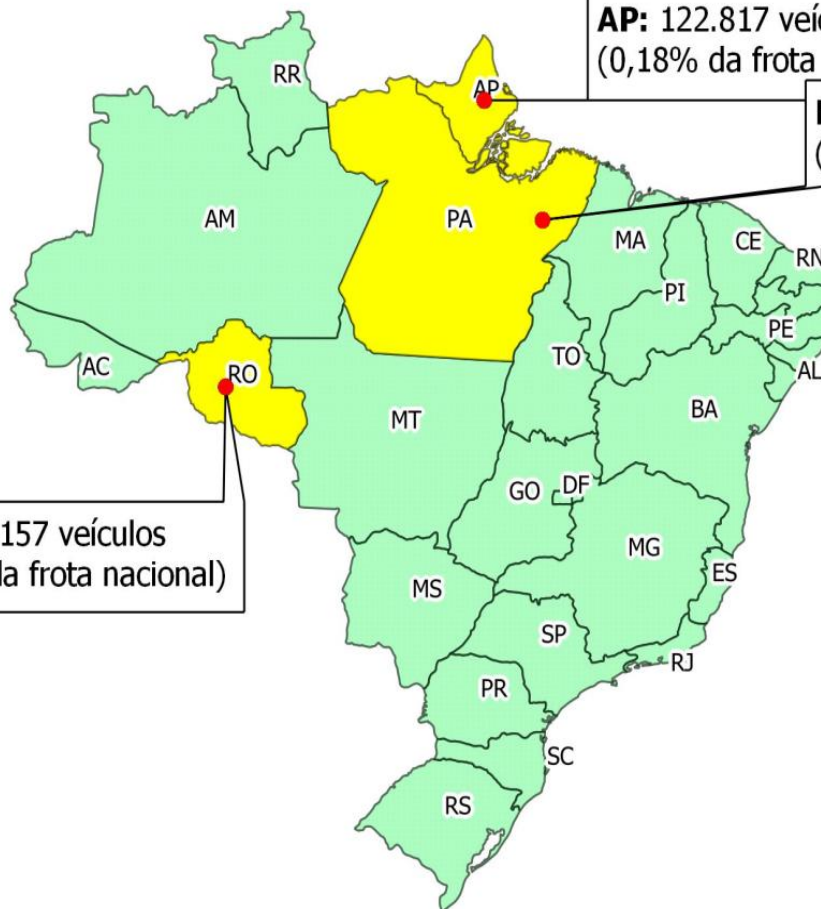 AP: 122.817
(0,18% da frota
RR
AP
AM
PA
MA
CE
RN
PI
PE
AL
AC
RO
TO
BA
MT
GO
DF
157 veículos
da frota nacional)
MG
ES
MS
SP
RJ
PR
SC
RS